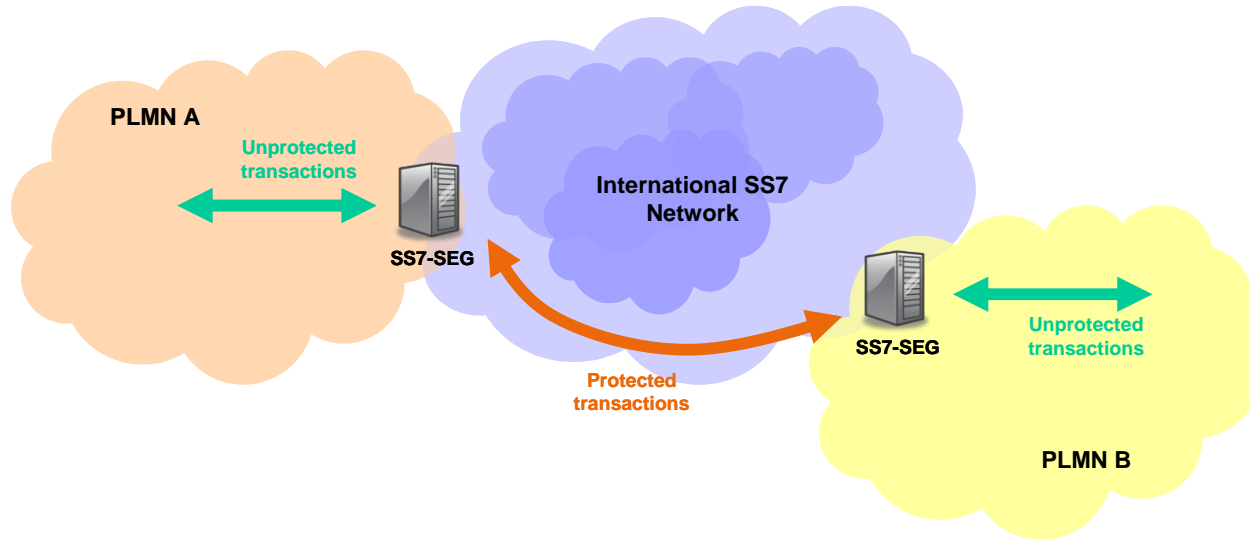 PLMN A
Unprotected
transactions
SS7-SEG
International SS7
Network
SS7-SEG
Unprotected
transactions
Protected
transactions
PLMN B